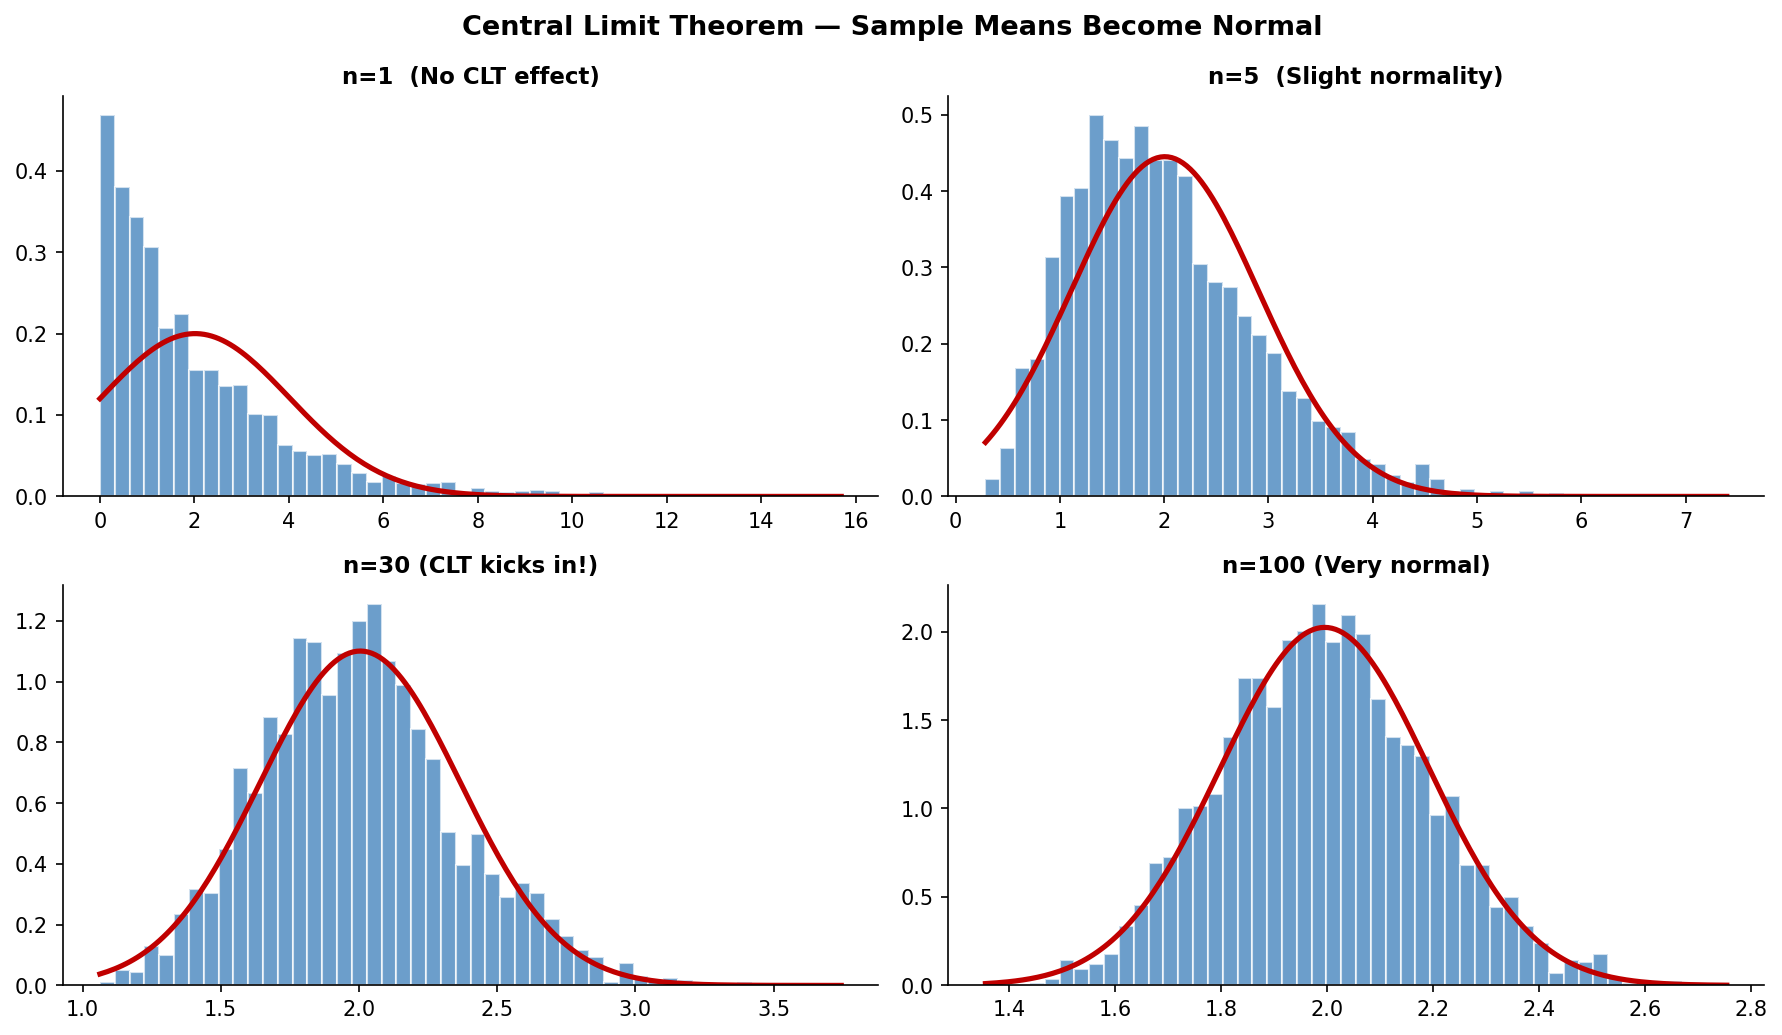 Central Limit Theorem — Sample Means Become Normal
n=1  (No CLT effect)
0.4
0.3
0.2
0.1
0.0
0 2 4 6 8 10 12 14 16
n=5  (Slight normality)
0.5
0.4
0.3
0.2
0.1
0.0
0 1 2 3 4 5 6 7
n=30 (CLT kicks in!)
1.2
1.0
0.8
0.6
0.4
0.2
0.0
1.0 1.5 2.0 2.5 3.0 3.5
n=100 (Very normal)
2.0
1.5
1.0
0.5
0.0
1.4 1.6 1.8 2.0 2.2 2.4 2.6 2.8